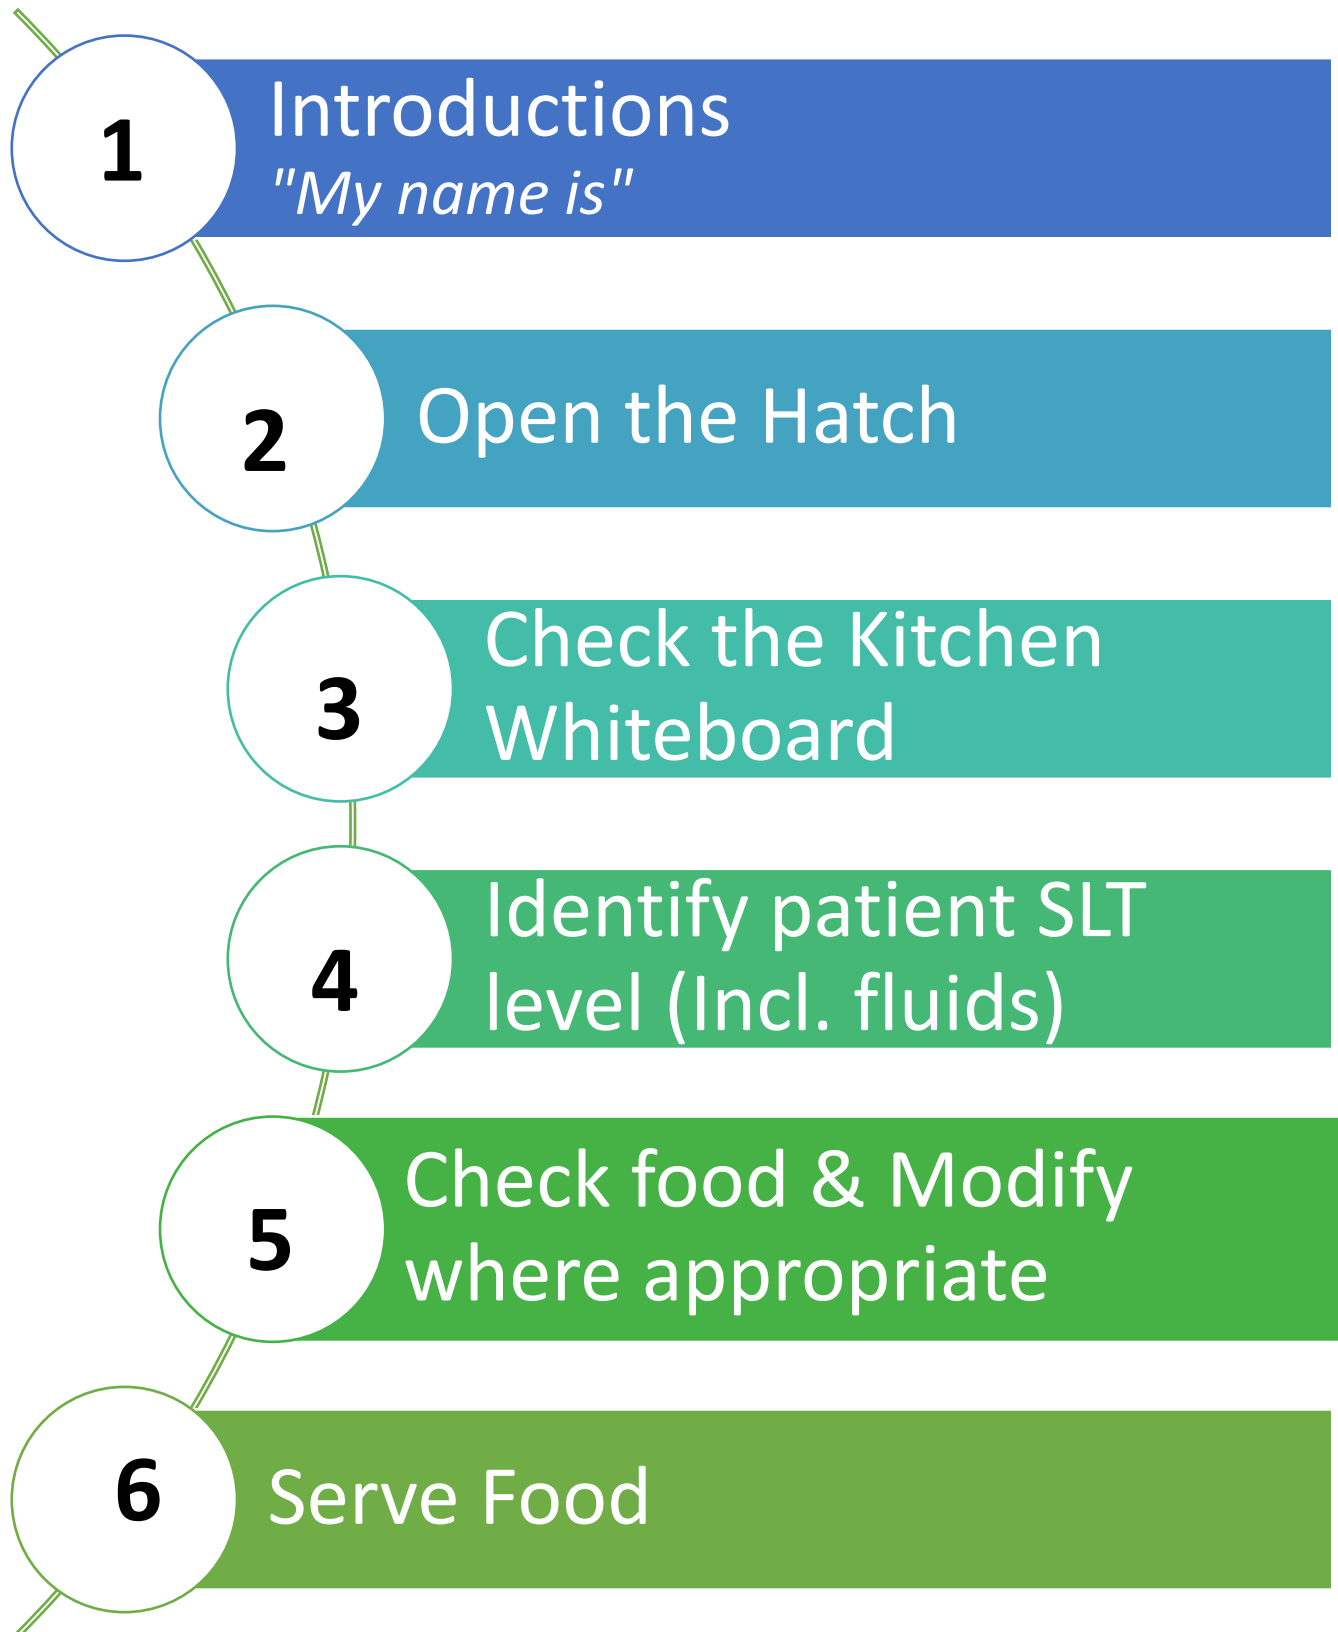 1
Introductions
"My name is"
2
Open the Hatch
3
Check the Kitchen
Whiteboard
4
Identify patient SLT
level (Incl. fluids)
5
Check food & Modify
where appropriate
6
Serve Food